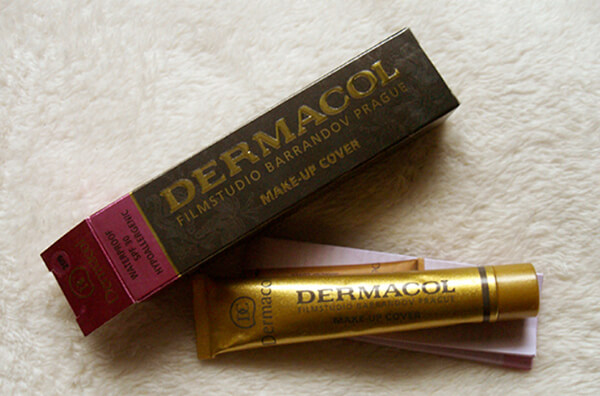 DERMACOL
FILMSTUDIO BARRANDOV PRAGUE
MAKE-UP COVER
WATERPROOF
SPF 30
HYPOALLERGENIC
Dermacol
Dermacol
DERMACOL
FILMSTUDIO BARRANDOV PRAGUE
MAKE-UP COVER